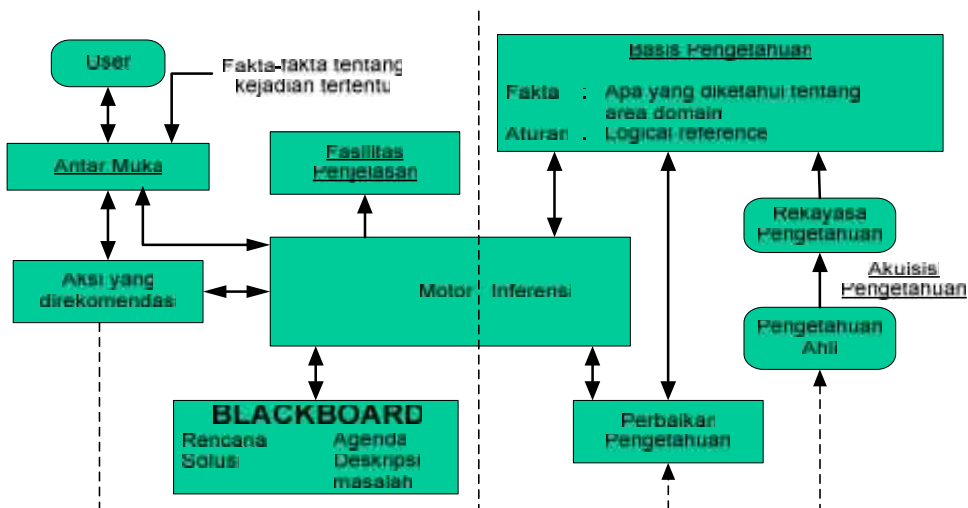 User
Fakta-fakta tentang
kejadian tertentu
Antar Muka
Fasilitas
Penjelasan
Aksi yang
direkomendasi
Motor Inferensi
BLACKBOARD
Rencana Agenda
Solusi Deskripsi
masalah
Basis Pengetahuan
Fakta : Apa yang diketahui tentang
area domain
Aturan : Logical reference
Rekayasa
Pengetahuan
Akuisisi
Pengetahuan
Pengetahuan
Ahli
Perbaikan
Pengetahuan